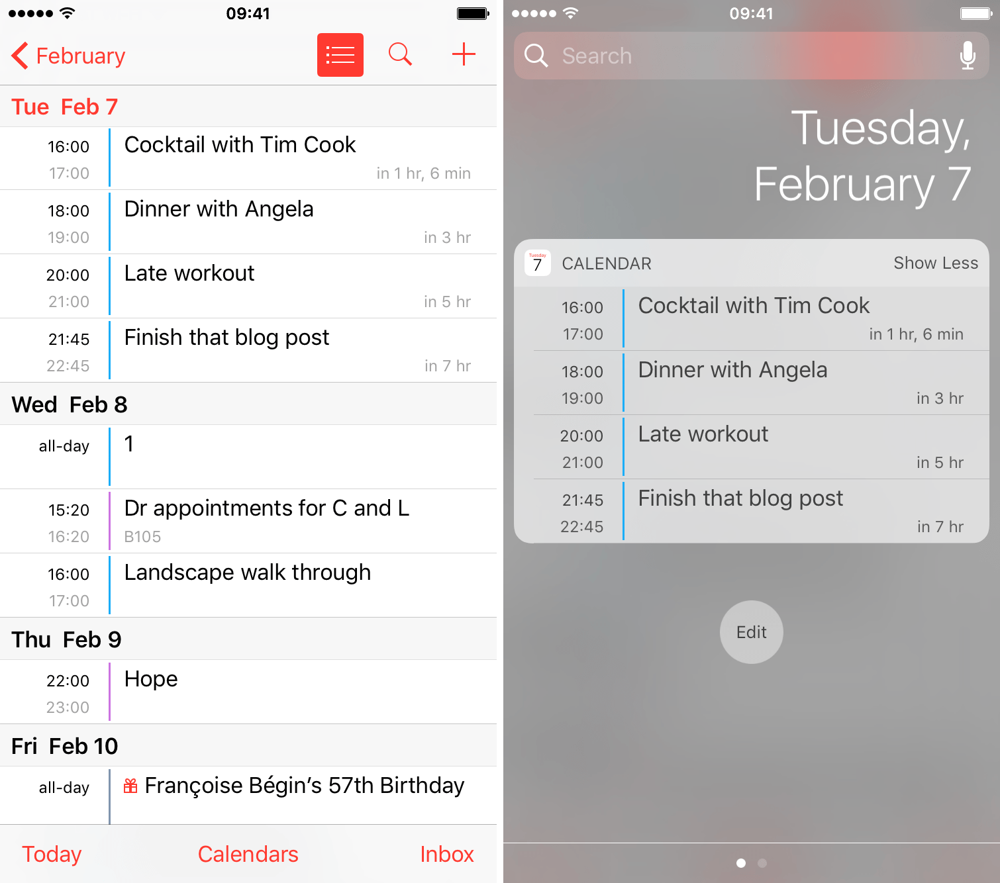 09:41
February
Tue Feb 7
16:00 Cocktail with Tim Cook
17:00 in 1 hr, 6 min
18:00 Dinner with Angela
19:00 in 3 hr
20:00 Late workout
21:00 in 5 hr
21:45 Finish that blog post
22:45 in 7 hr
Wed Feb 8
all-day 1
15:20 Dr appointments for C and L
16:20 B105
16:00 Landscape walk through
17:00
Thu Feb 9
22:00 Hope
23:00
Fri Feb 10
all-day Françoise Bégin’s 57th Birthday
Today Calendars Inbox
09:41
Search
Tuesday,
February 7
Tuesday
7 CALENDAR Show Less
16:00 Cocktail with Tim Cook
17:00 in 1 hr, 6 min
18:00 Dinner with Angela
19:00 in 3 hr
20:00 Late workout
21:00 in 5 hr
21:45 Finish that blog post
22:45 in 7 hr
Edit